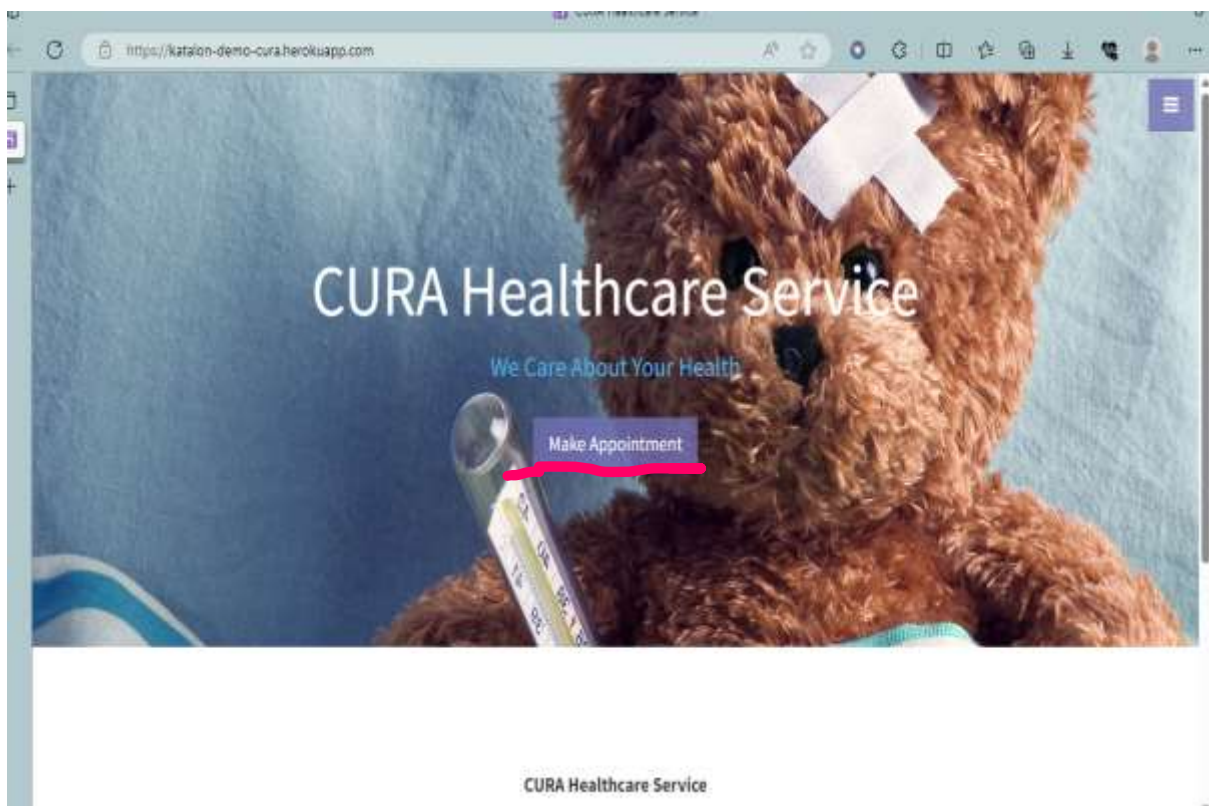 CURA Healthcare Service
https://katalon-demo-cura.herokuapp.com
CURA Healthcare Service
We Care About Your Health
Make Appointment
CURA Healthcare Service